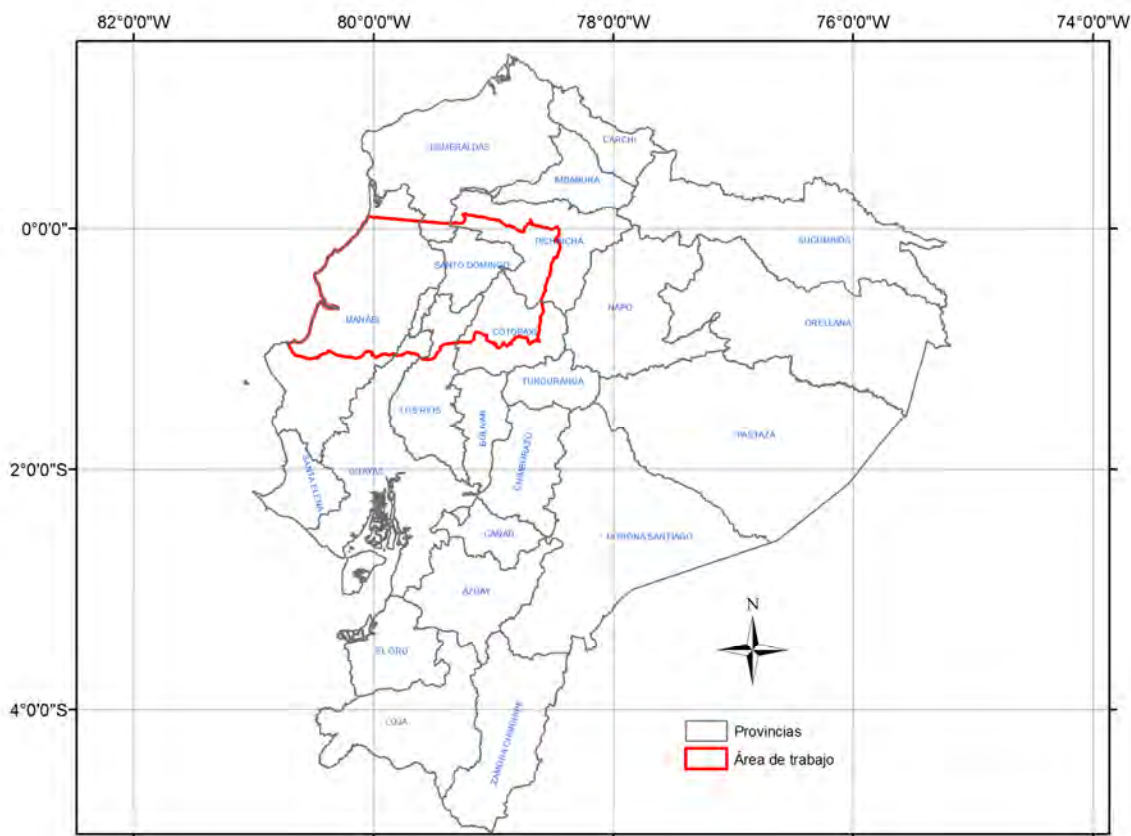 82°0'0"W 80°0'0"W 78°0'0"W 76°0'0"W 74°0'0"W
CARCHI
ESMERALDAS
IMBABURA
0°0'0"
PICHINCHA
SUCUMBIOS
SANTO DOMINGO
NAPO
MANABI
ORELLANA
COTOPAXI
TUNGURAHUA
LOS RIOS
BOLIVAR
PASTAZA
CHIMBORAZO
2°0'0"S
SANTA ELENA
GUAYAS
CAÑAR
MORONA SANTIAGO
AZUAY
N
EL ORO
4°0'0"S
LOJA
ZAMORA CHINCHIPE
Provincias
Área de trabajo